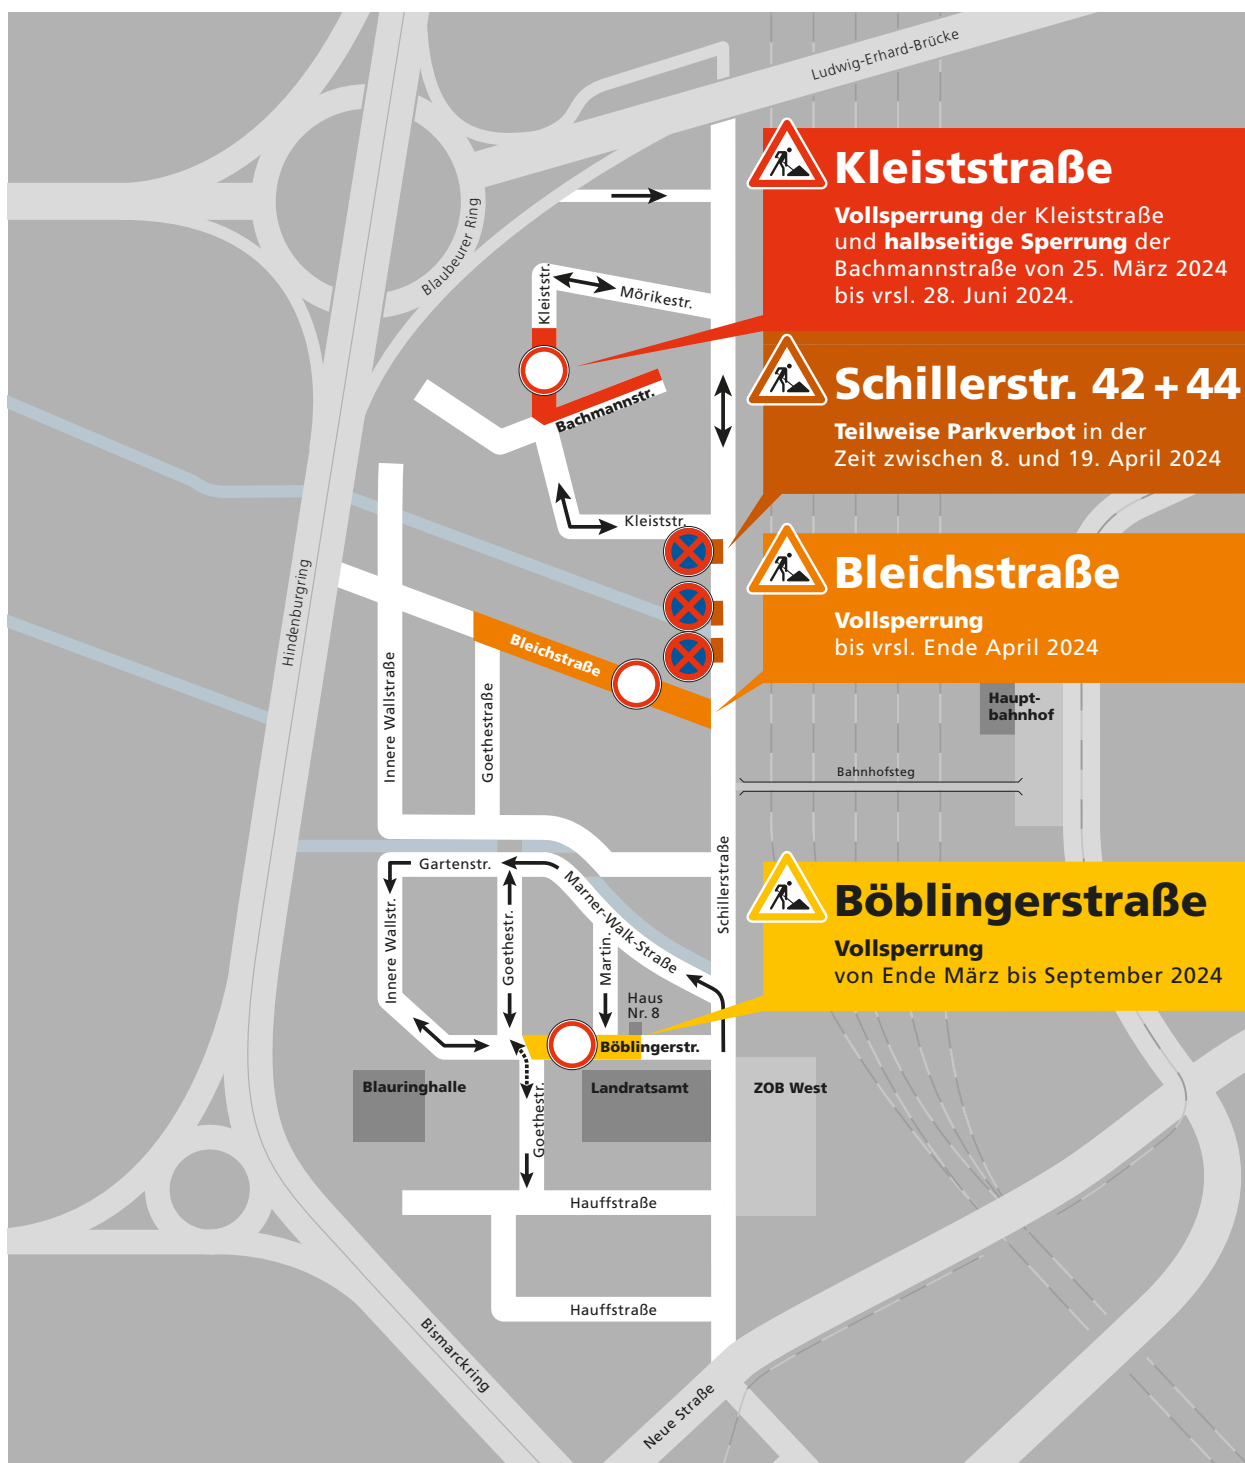 Ludwig-Erhard-Brücke
Kleiststraße
Vollsperrung der Kleiststraße
und halbseitige Sperrung der
Bachmannstraße von 25. März 2024
bis vrsl. 28. Juni 2024.
Blaubeurer Ring
Kleiststr.
Mörikestr.
Schillerstr. 42 + 44
Teilweise Parkverbot in der
Zeit zwischen 8. und 19. April 2024
Bachmannstr.
Kleiststr.
Bleichstraße
Vollsperrung
bis vrsl. Ende April 2024
Hindenburgring
Bleichstraße
Innere Wallstraße
Goethestraße
Haupt-
bahnhof
Bahnhofsteg
Schillerstraße
Gartenstr.
Marner-Walk-Straße
Böblingerstraße
Vollsperrung
von Ende März bis September 2024
Innere Wallstr.
Goethestr.
Martin.
Haus
Nr. 8
Böblingerstr.
Blauringhalle
Goethestr.
Landratsamt
ZOB West
Hauffstraße
Hauffstraße
Bismarckring
Neue Straße